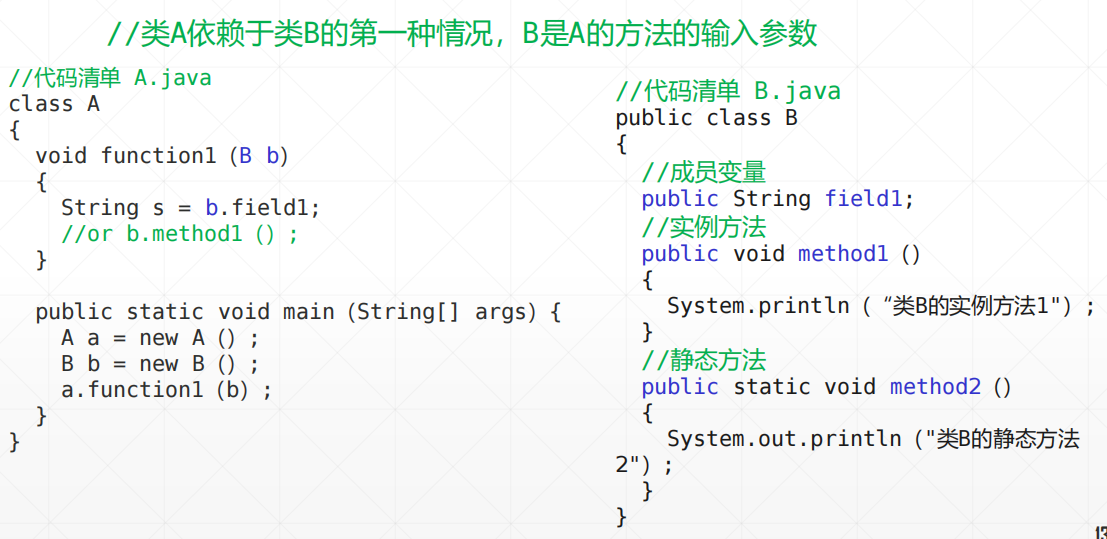 //类A依赖于类B的第一种情况，B是A的方法的输入参数
//代码清单 A.java
class A
{
void function1（B b）
{
String s = b.field1;
//or b.method1（）;
}
public static void main（String[] args）{
A a = new A（）;
B b = new B（）;
a.function1（b）;
}
}
//代码清单 B.java
public class B
{
//成员变量
public String field1;
//实例方法
public void method1（）
{
System.println（“类B的实例方法1"）;
}
//静态方法
public static void method2（）
{
System.out.println（"类B的静态方法
2"）;
}
}
13